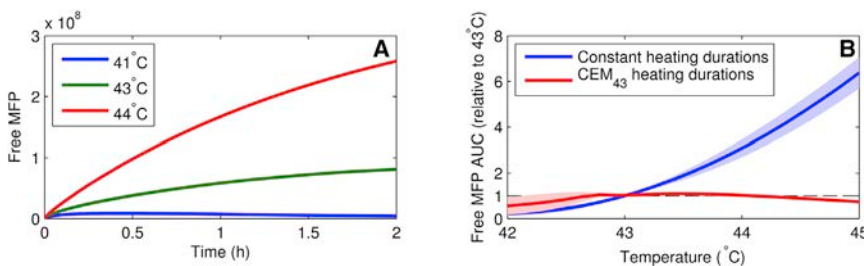 x 10^8
3
2
1
0
Free MFP
41°C
43°C
44°C
A
0
0.5
1
1.5
2
Time (h)
Free MFP AUC (relative to 43°C)
8
6
4
2
1
0
Constant heating durations
CEM43 heating durations
B
42
43
44
45
Temperature (°C)